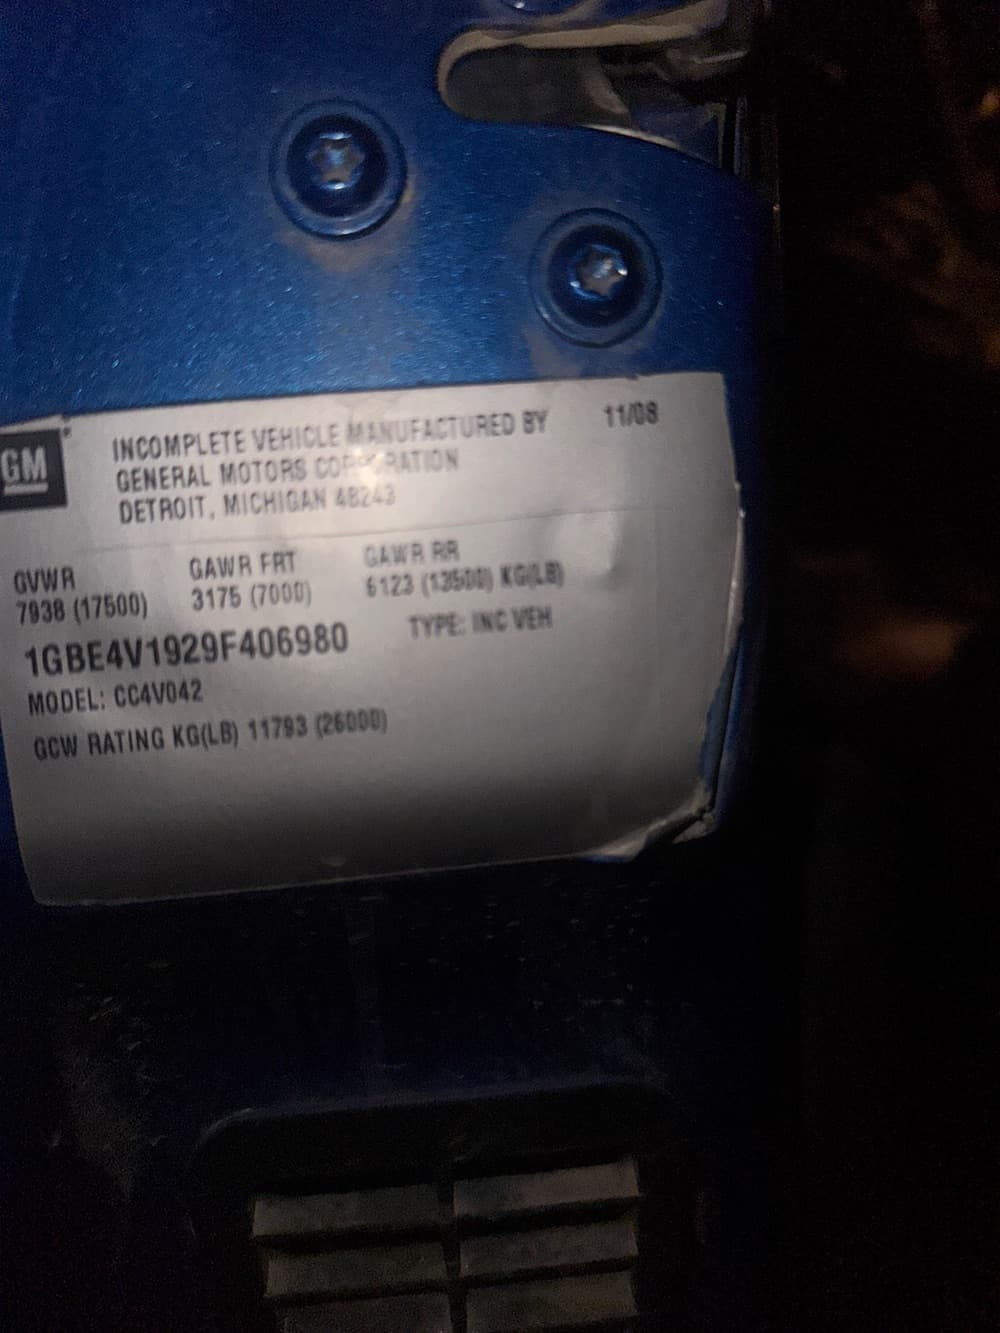 GM
INCOMPLETE VEHICLE MANUFACTURED BY 11/08
GENERAL MOTORS CORPORATION
DETROIT, MICHIGAN 48243
GVWR GAWR FRT GAWR RR
7938 (17500) 3175 (7000) 6123 (13500) KG(LB)
1GBE4V1929F406980 TYPE: INC VEH
MODEL: CC4V042
GCW RATING KG(LB) 11793 (26000)